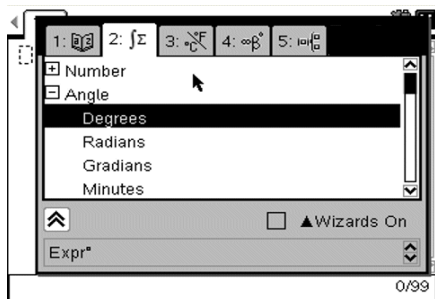 1: 2: ∫Σ 3: °C°F 4: ∞β° 5:
Number
Angle
Degrees
Radians
Gradians
Minutes
▲Wizards On
Expr°
0/99